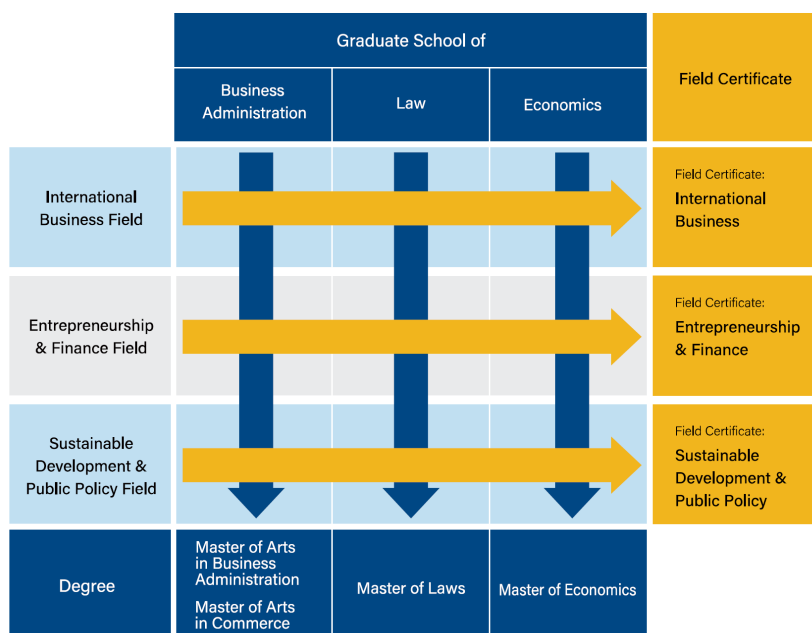 Graduate School of
Field Certificate
Business
Administration
Law
Economics
International
Business Field
Field Certificate:
International
Business
Entrepreneurship
& Finance Field
Field Certificate:
Entrepreneurship
& Finance
Sustainable
Development &
Public Policy Field
Field Certificate:
Sustainable
Development &
Public Policy
Degree
Master of Arts
in Business
Administration
Master of Arts
in Commerce
Master of Laws
Master of Economics